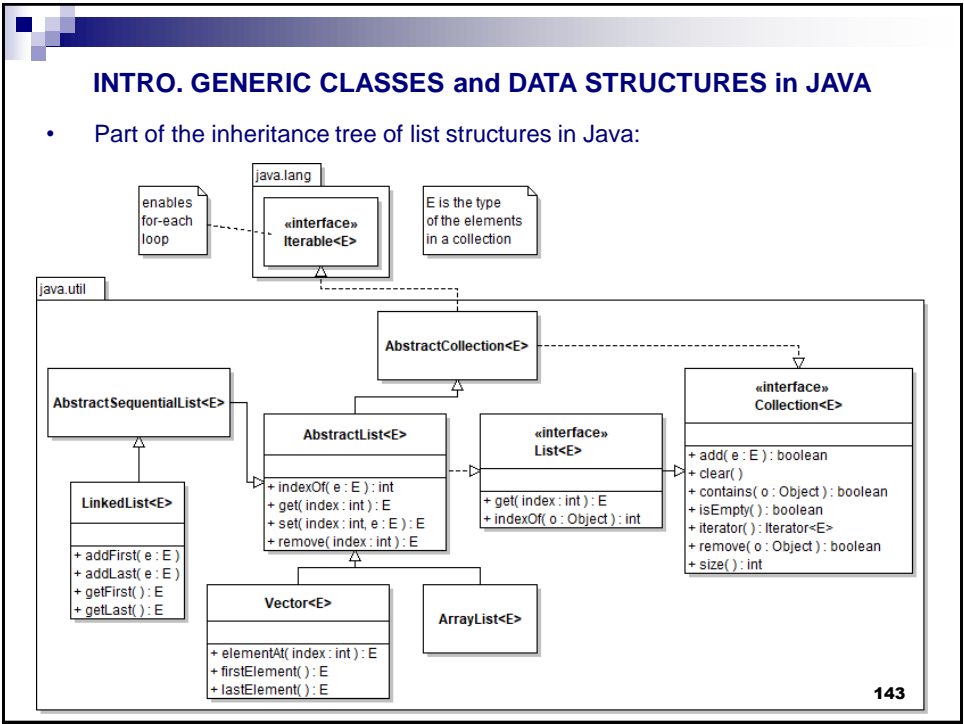 INTRO. GENERIC CLASSES and DATA STRUCTURES in JAVA
• Part of the inheritance tree of list structures in Java:
java.lang
enables
for-each
loop
«interface»
Iterable<E>
E is the type
of the elements
in a collection
java.util
AbstractCollection<E>
AbstractSequentialList<E>
«interface»
Collection<E>
+ add( e : E ) : boolean
+ clear( )
+ contains( o : Object ) : boolean
+ isEmpty( ) : boolean
+ iterator( ) : Iterator<E>
+ remove( o : Object ) : boolean
+ size( ) : int
AbstractList<E>
+ indexOf( e : E ) : int
+ get( index : int ) : E
+ set( index : int, e : E ) : E
+ remove( index : int ) : E
«interface»
List<E>
+ get( index : int ) : E
+ indexOf( o : Object ) : int
LinkedList<E>
+ addFirst( e : E )
+ addLast( e : E )
+ getFirst( ) : E
+ getLast( ) : E
Vector<E>
+ elementAt( index : int ) : E
+ firstElement( ) : E
+ lastElement( ) : E
ArrayList<E>
143